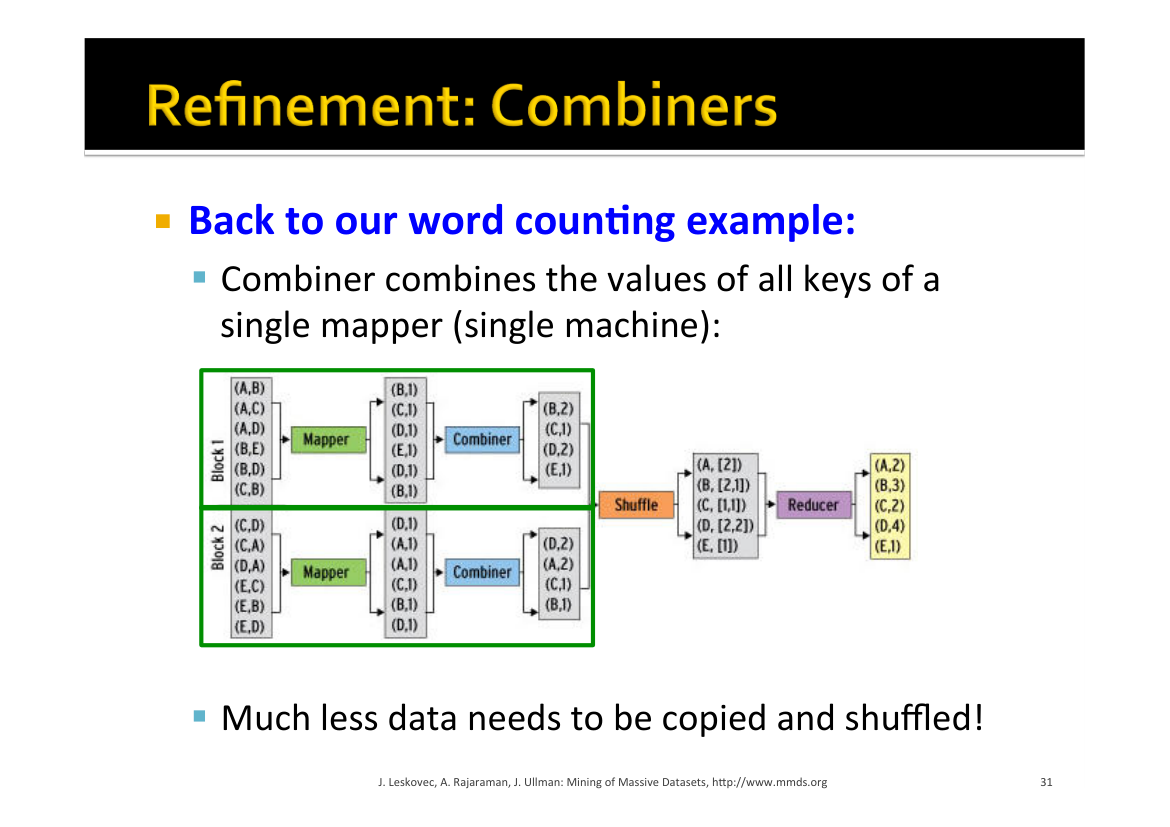 Refinement: Combiners
Back to our word counting example:
Combiner combines the values of all keys of a
single mapper (single machine):
Block 1
(A,B)
(A,C)
(A,D)
(B,E)
(B,D)
(C,B)
Mapper
(B,1)
(C,1)
(D,1)
(E,1)
(D,1)
(B,1)
Combiner
(B,2)
(C,1)
(D,2)
(E,1)
Block 2
(C,D)
(C,A)
(D,A)
(E,C)
(E,B)
(E,D)
Mapper
(D,1)
(A,1)
(A,1)
(C,1)
(B,1)
(D,1)
Combiner
(D,2)
(A,2)
(C,1)
(B,1)
Shuffle
(A, [2])
(B, [2,1])
(C, [1,1])
(D, [2,2])
(E, [1])
Reducer
(A,2)
(B,3)
(C,2)
(D,4)
(E,1)
Much less data needs to be copied and shuffled!
J. Leskovec, A. Rajaraman, J. Ullman: Mining of Massive Datasets, http://www.mmds.org
31